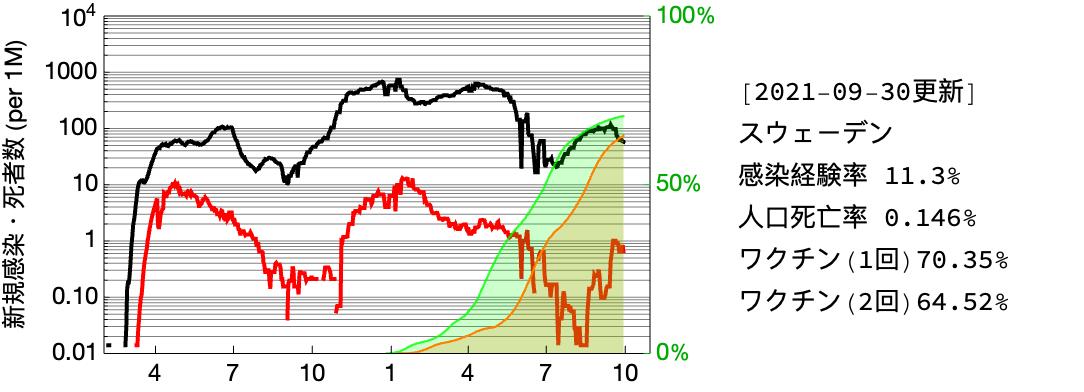 新規感染・死者数 (per 1M)
10⁴
1000
100
10
1
0.10
0.01
4
7
10
1
4
7
10
100%
50%
0%
[2021-09-30更新]
スウェーデン
感染経験率 11.3%
人口死亡率 0.146%
ワクチン(1回)70.35%
ワクチン(2回)64.52%